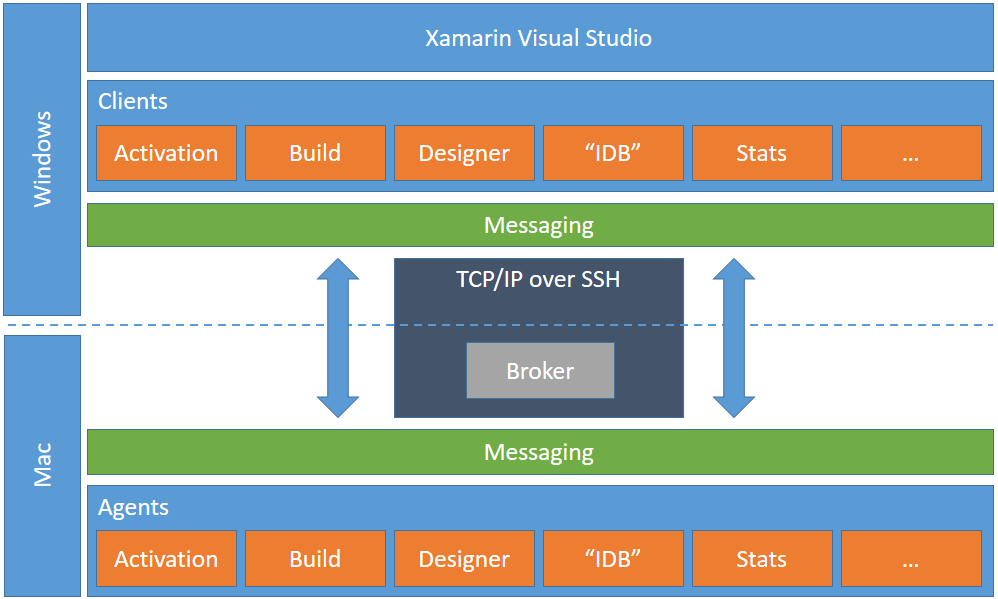 Windows
Xamarin Visual Studio
Clients
Activation
Build
Designer
“IDB”
Stats
...
Messaging
TCP/IP over SSH
Broker
Mac
Messaging
Agents
Activation
Build
Designer
“IDB”
Stats
...